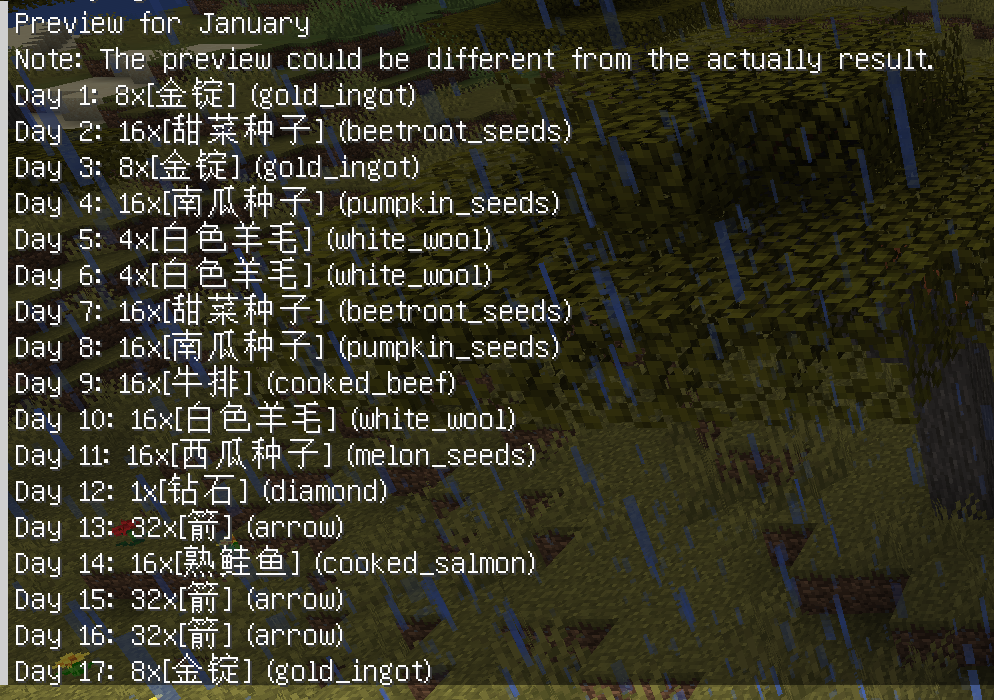 Preview for January
Note: The preview could be different from the actually result.
Day 1: 8x[金锭] (gold_ingot)
Day 2: 16x[甜菜种子] (beetroot_seeds)
Day 3: 8x[金锭] (gold_ingot)
Day 4: 16x[南瓜种子] (pumpkin_seeds)
Day 5: 4x[白色羊毛] (white_wool)
Day 6: 4x[白色羊毛] (white_wool)
Day 7: 16x[甜菜种子] (beetroot_seeds)
Day 8: 16x[南瓜种子] (pumpkin_seeds)
Day 9: 16x[牛排] (cooked_beef)
Day 10: 16x[白色羊毛] (white_wool)
Day 11: 16x[西瓜种子] (melon_seeds)
Day 12: 1x[钻石] (diamond)
Day 13: 32x[箭] (arrow)
Day 14: 16x[熟鲑鱼] (cooked_salmon)
Day 15: 32x[箭] (arrow)
Day 16: 32x[箭] (arrow)
Day 17: 8x[金锭] (gold_ingot)